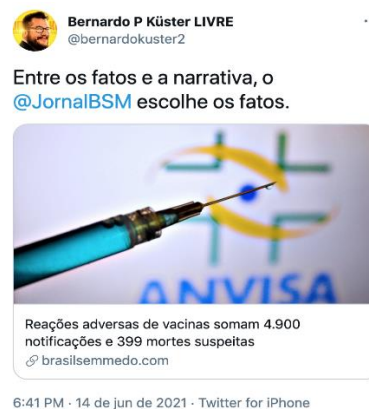 Bernardo P Küster LIVRE
@bernardokuster2
Entre os fatos e a narrativa, o
@JornalBSM escolhe os fatos.
ANVISA
Reações adversas de vacinas somam 4.900
notificações e 399 mortes suspeitas
brasilsemmedo.com
6:41 PM · 14 de jun de 2021 · Twitter for iPhone